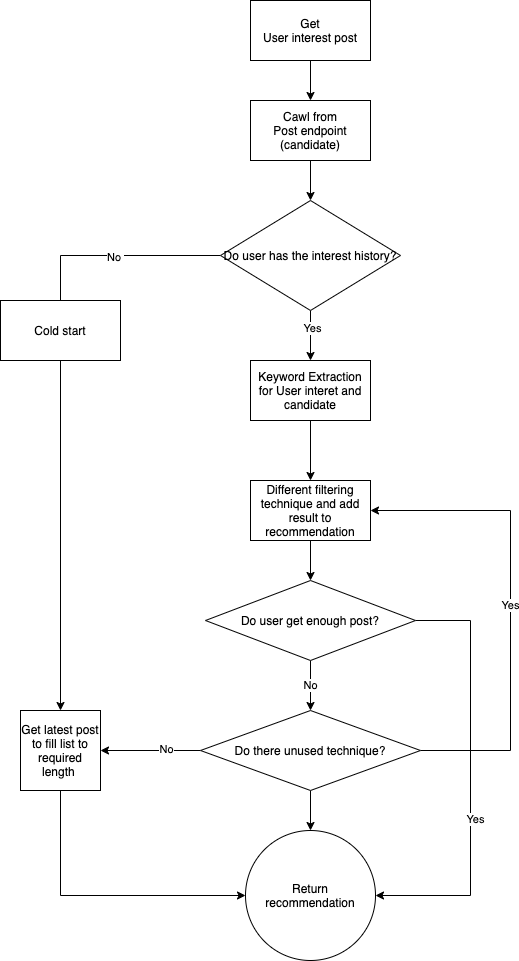 Get
User interest post
Cawl from
Post endpoint
(candidate)
Do user has the interest history?
No
Cold start
Yes
Keyword Extraction
for User interet and
candidate
Different filtering
technique and add
result to
recommendation
Yes
Do user get enough post?
No
Get latest post
to fill list to
required
length
No
Do there unused technique?
Yes
Return
recommendation